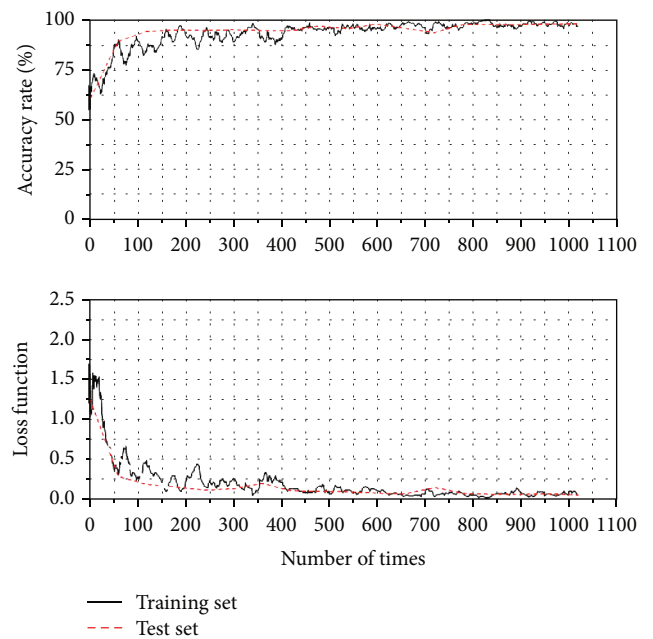 100
75
50
25
0
Accuracy rate (%)
0 100 200 300 400 500 600 700 800 900 1000 1100
2.5
2.0
1.5
1.0
0.5
0.0
Loss function
0 100 200 300 400 500 600 700 800 900 1000 1100
Number of times
Training set
Test set